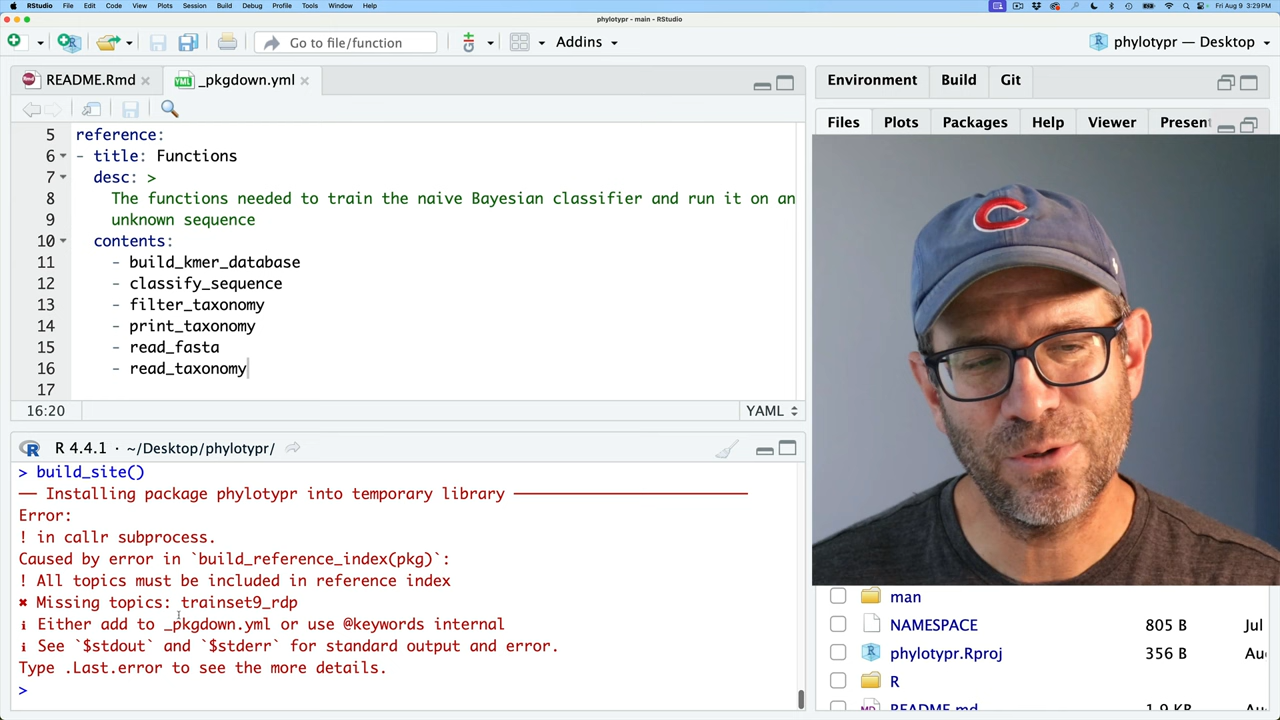 RStudio File Edit Code View Plots Session Build Debug Profile Tools Window Help Fri Aug 9 3:29 PM
phylotypr - main - RStudio
Go to file/function Addins phylotypr — Desktop
README.Rmd _pkgdown.yml
Environment Build Git
Files Plots Packages Help Viewer Present
5 reference:
6 - title: Functions
7 desc: >
8 The functions needed to train the naive Bayesian classifier and run it on an
9 unknown sequence
10 contents:
11 - build_kmer_database
12 - classify_sequence
13 - filter_taxonomy
14 - print_taxonomy
15 - read_fasta
16 - read_taxonomy
17
16:20 YAML
R 4.4.1 · ~/Desktop/phylotypr/
> build_site()
── Installing package phylotypr into temporary library ──────────────
Error:
! in callr subprocess.
Caused by error in `build_reference_index(pkg)`:
! All topics must be included in reference index
✖ Missing topics: trainset9_rdp
ℹ Either add to _pkgdown.yml or use @keywords internal
ℹ See `$stdout` and `$stderr` for standard output and error.
Type .Last.error to see the more details.
>
C
man
NAMESPACE 805 B Jul
phylotypr.Rproj 356 B Au
R
README.md 1.9 KB